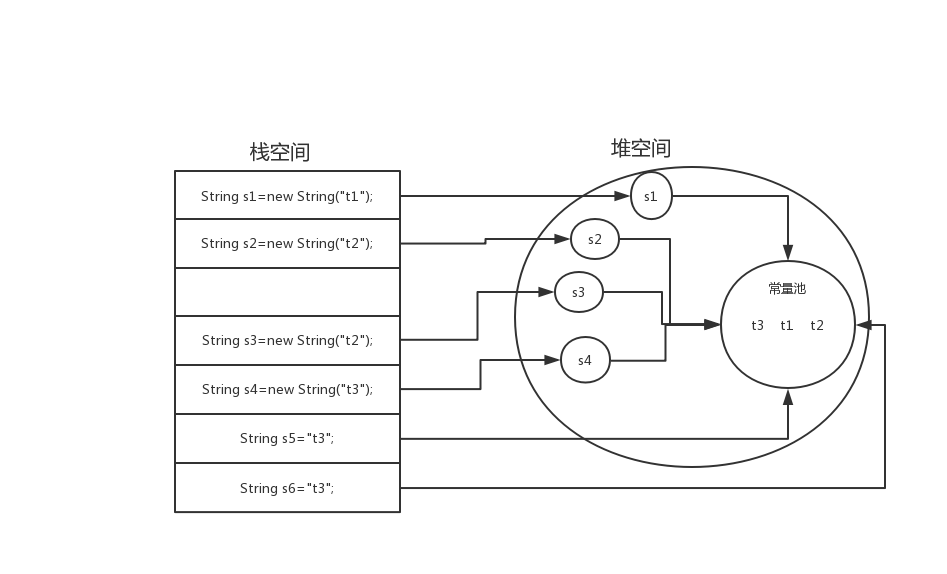 栈空间
堆空间
String s1=new String("t1");
String s2=new String("t2");
String s3=new String("t2");
String s4=new String("t3");
String s5="t3";
String s6="t3";
s1
s2
s3
s4
常量池
t3 t1 t2